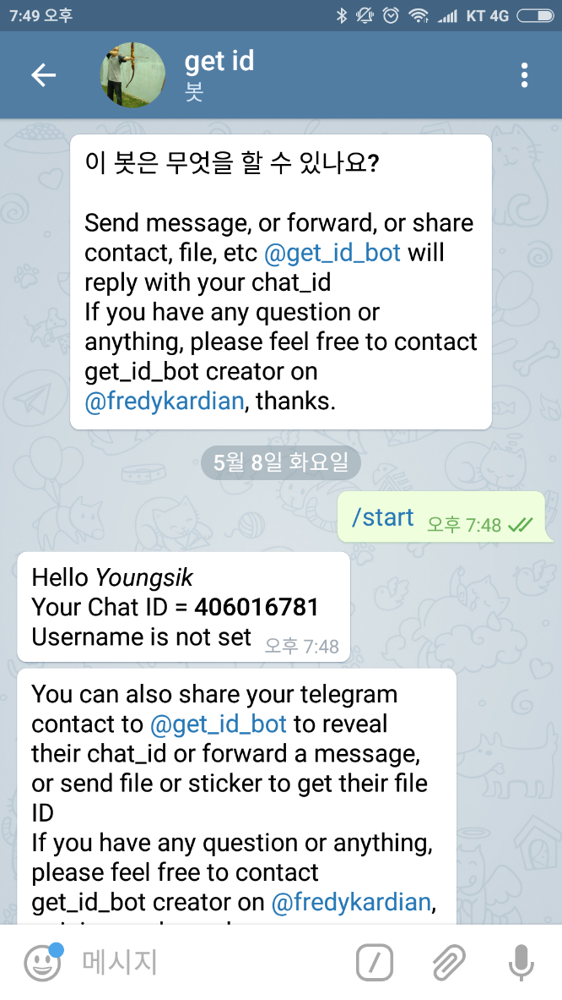 7:49 오후
KT 4G
get id
봇
이 봇은 무엇을 할 수 있나요?
Send message, or forward, or share
contact, file, etc @get_id_bot will
reply with your chat_id
If you have any question or
anything, please feel free to contact
get_id_bot creator on
@fredykardian, thanks.
5월 8일 화요일
/start 오후 7:48
Hello Youngsik
Your Chat ID = 406016781
Username is not set 오후 7:48
You can also share your telegram
contact to @get_id_bot to reveal
their chat_id or forward a message,
or send file or sticker to get their file
ID
If you have any question or anything,
please feel free to contact
get_id_bot creator on @fredykardian,
메시지